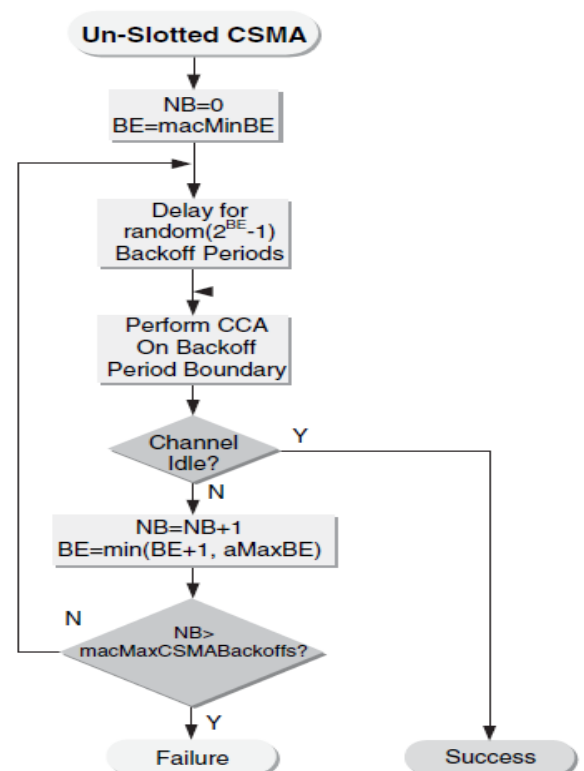 Un-Slotted CSMA
NB=0
BE=macMinBE
Delay for
random(2^BE-1)
Backoff Periods
Perform CCA
On Backoff
Period Boundary
Channel
Idle?
Y
N
NB=NB+1
BE=min(BE+1, aMaxBE)
N
NB>
macMaxCSMABackoffs?
Y
Failure
Success